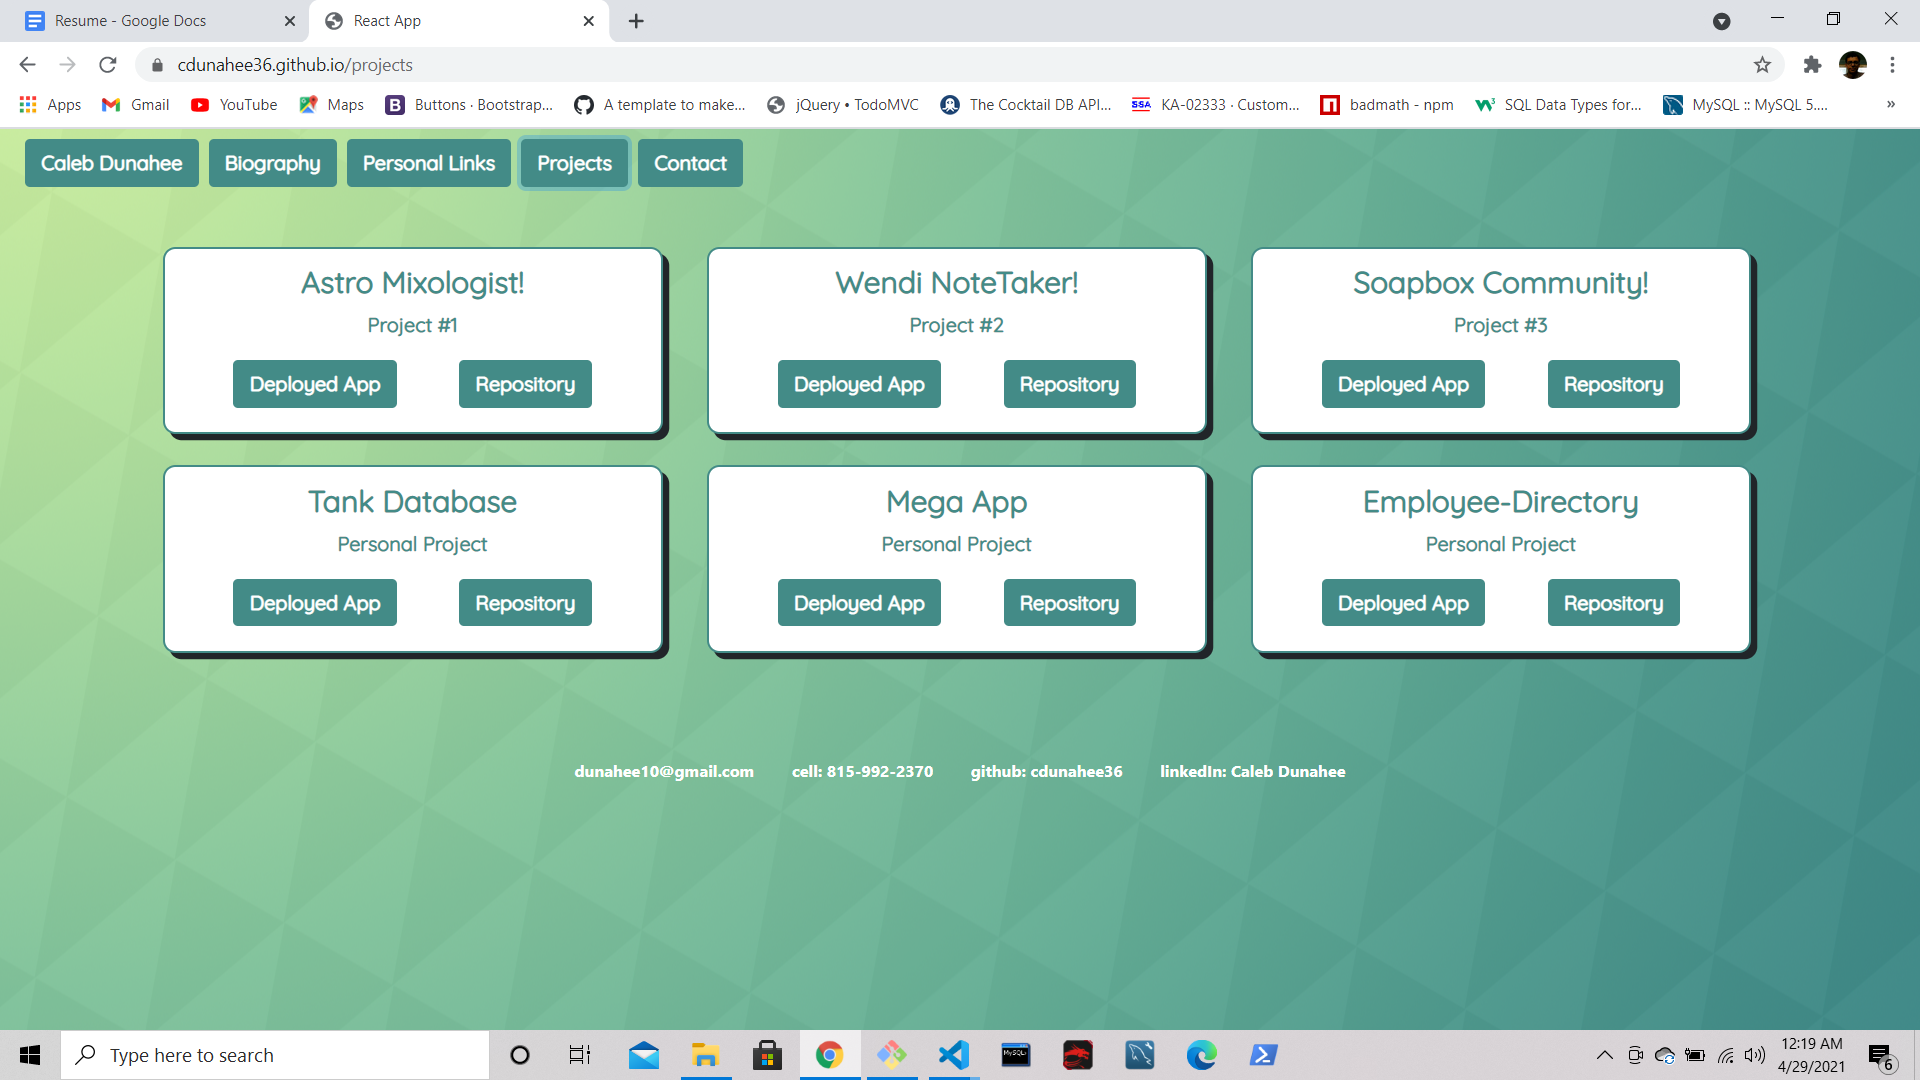 Resume - Google Docs
React App
cdunahee36.github.io/projects
Apps
Gmail
YouTube
Maps
B Buttons · Bootstrap...
A template to make...
jQuery • TodoMVC
The Cocktail DB API...
SSA KA-02333 · Custom...
badmath - npm
SQL Data Types for...
MySQL :: MySQL 5....
»
Caleb Dunahee
Biography
Personal Links
Projects
Contact
Astro Mixologist!
Project #1
Deployed App
Repository
Wendi NoteTaker!
Project #2
Deployed App
Repository
Soapbox Community!
Project #3
Deployed App
Repository
Tank Database
Personal Project
Deployed App
Repository
Mega App
Personal Project
Deployed App
Repository
Employee-Directory
Personal Project
Deployed App
Repository
dunahee10@gmail.com
cell: 815-992-2370
github: cdunahee36
linkedIn: Caleb Dunahee
Type here to search
12:19 AM
4/29/2021
6